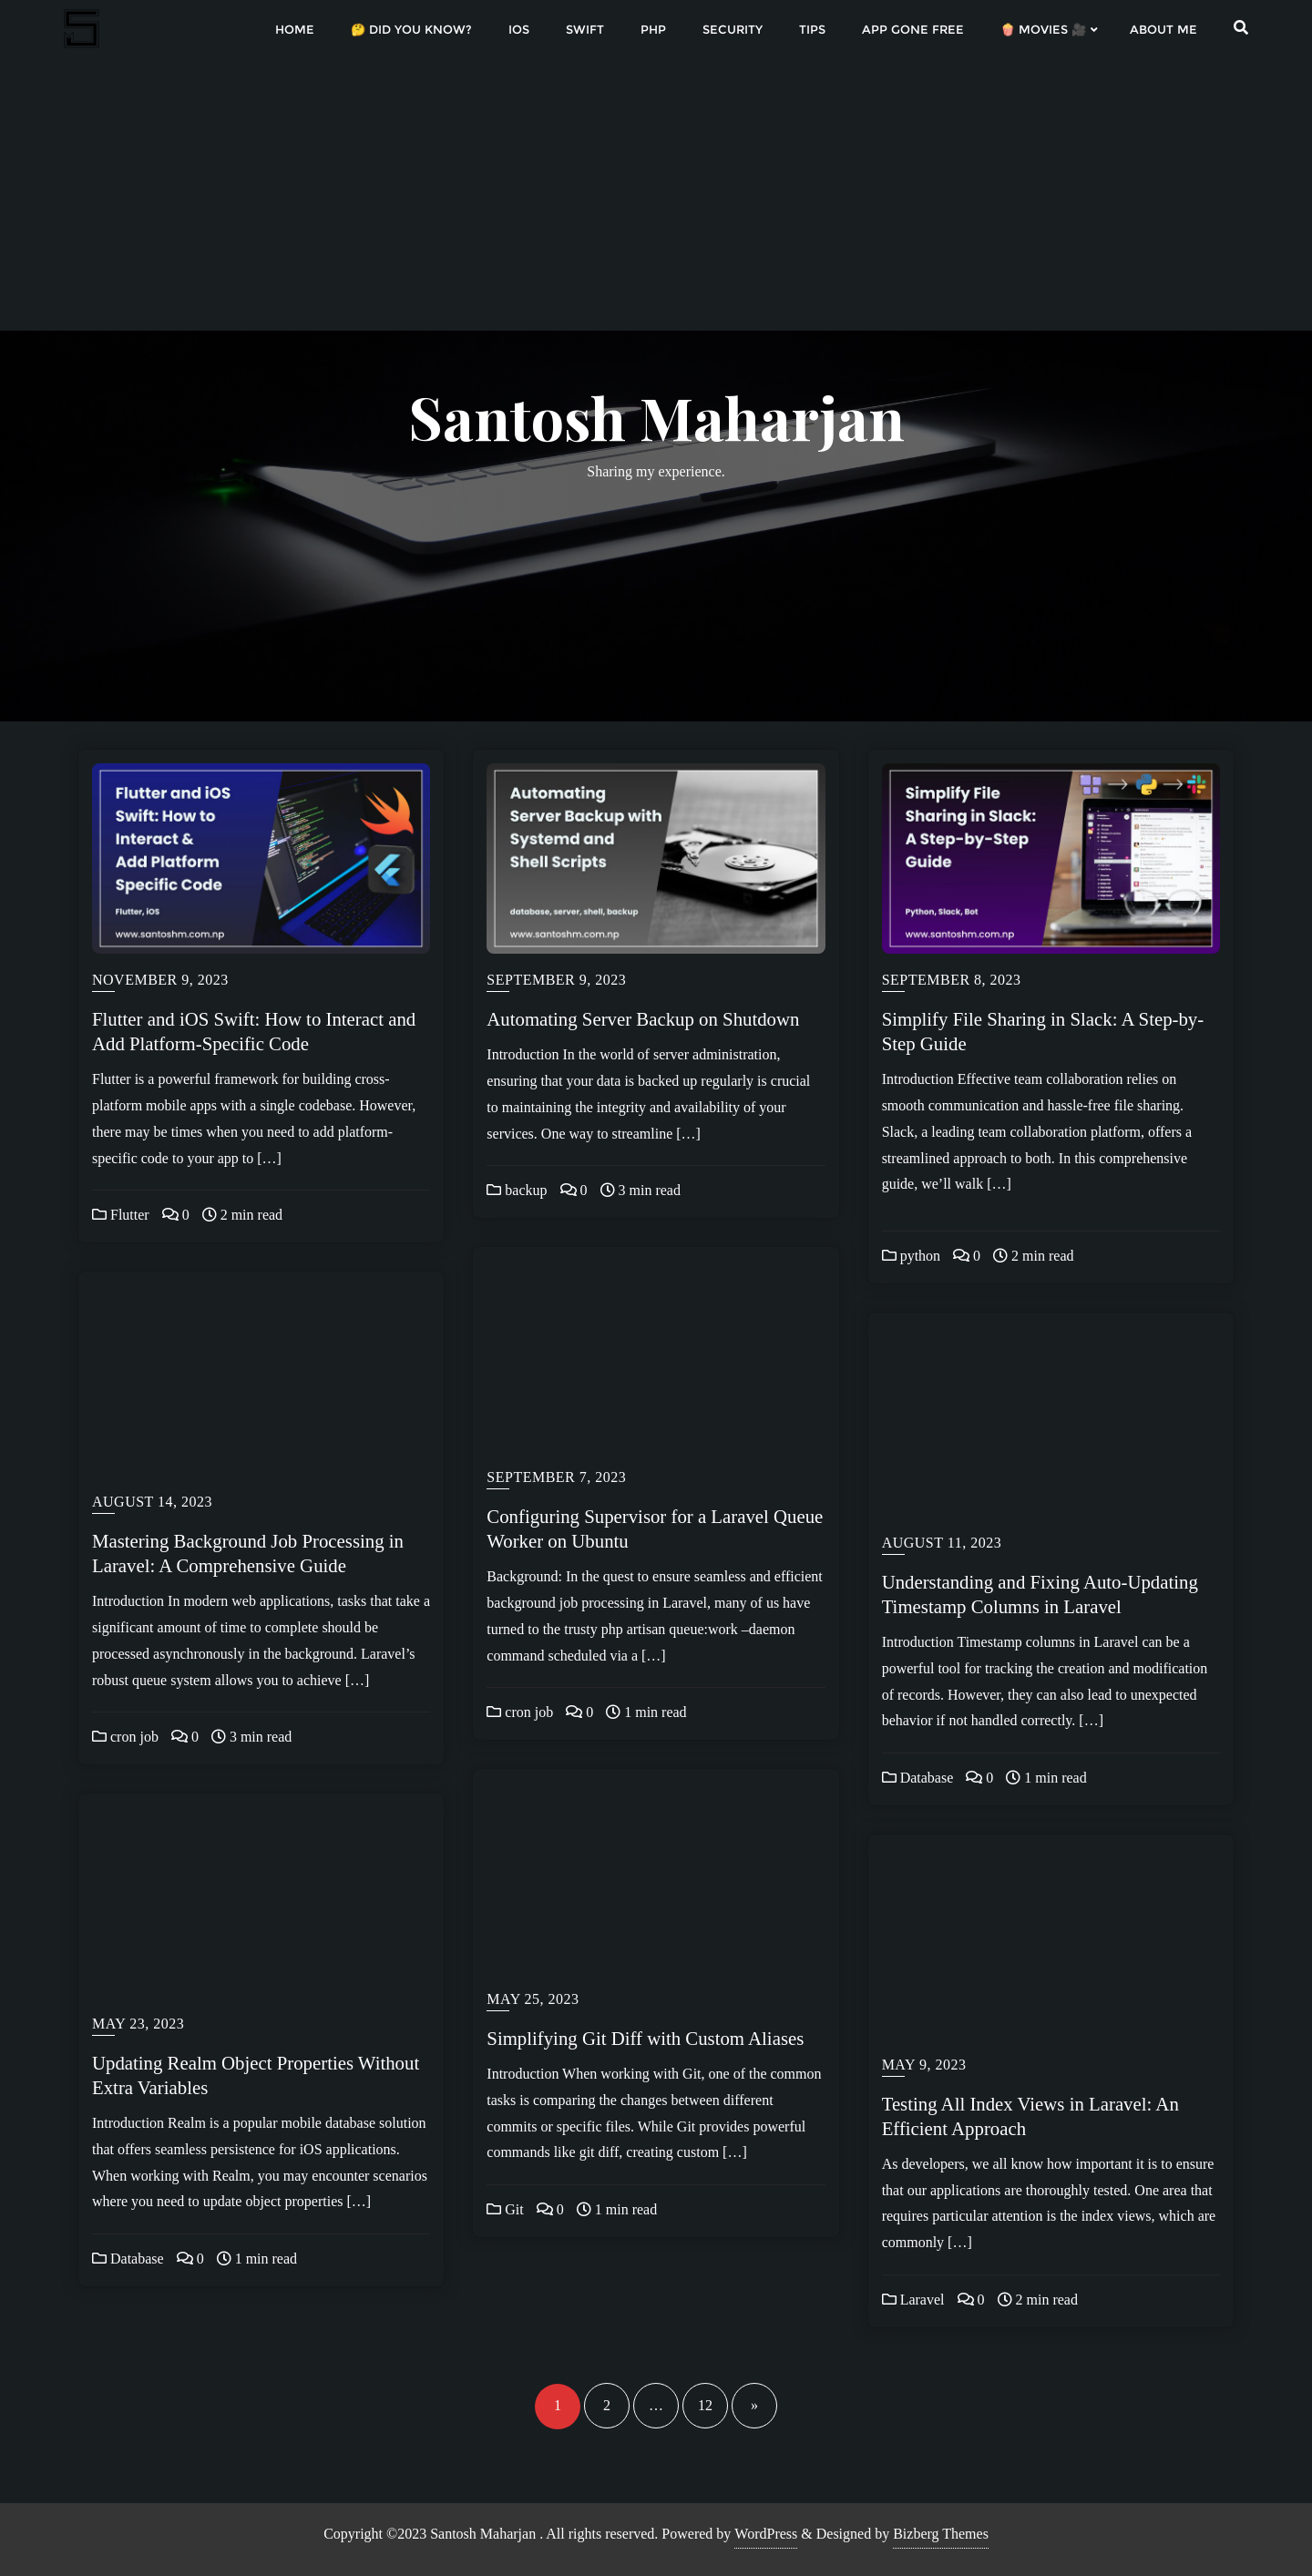 HOME 🤔 DID YOU KNOW? IOS SWIFT PHP SECURITY TIPS APP GONE FREE 🍿 MOVIES 🎥 ABOUT ME
Santosh Maharjan
Sharing my experience.
Flutter and iOS
Swift: How to
Interact &
Add Platform
Specific Code
Flutter, iOS
www.santoshm.com.np
NOVEMBER 9, 2023
Flutter and iOS Swift: How to Interact and
Add Platform-Specific Code
Flutter is a powerful framework for building cross-
platform mobile apps with a single codebase. However,
there may be times when you need to add platform-
specific code to your app to […]
Flutter 0 2 min read
Automating
Server Backup with
Systemd and
Shell Scripts
database, server, shell, backup
www.santoshm.com.np
SEPTEMBER 9, 2023
Automating Server Backup on Shutdown
Introduction In the world of server administration,
ensuring that your data is backed up regularly is crucial
to maintaining the integrity and availability of your
services. One way to streamline […]
backup 0 3 min read
Simplify File
Sharing in Slack:
A Step-by-Step
Guide
Python, Slack, Bot
www.santoshm.com.np
SEPTEMBER 8, 2023
Simplify File Sharing in Slack: A Step-by-
Step Guide
Introduction Effective team collaboration relies on
smooth communication and hassle-free file sharing.
Slack, a leading team collaboration platform, offers a
streamlined approach to both. In this comprehensive
guide, we’ll walk […]
python 0 2 min read
AUGUST 14, 2023
Mastering Background Job Processing in
Laravel: A Comprehensive Guide
Introduction In modern web applications, tasks that take a
significant amount of time to complete should be
processed asynchronously in the background. Laravel’s
robust queue system allows you to achieve […]
cron job 0 3 min read
SEPTEMBER 7, 2023
Configuring Supervisor for a Laravel Queue
Worker on Ubuntu
Background: In the quest to ensure seamless and efficient
background job processing in Laravel, many of us have
turned to the trusty php artisan queue:work –daemon
command scheduled via a […]
cron job 0 1 min read
AUGUST 11, 2023
Understanding and Fixing Auto-Updating
Timestamp Columns in Laravel
Introduction Timestamp columns in Laravel can be a
powerful tool for tracking the creation and modification
of records. However, they can also lead to unexpected
behavior if not handled correctly. […]
Database 0 1 min read
MAY 23, 2023
Updating Realm Object Properties Without
Extra Variables
Introduction Realm is a popular mobile database solution
that offers seamless persistence for iOS applications.
When working with Realm, you may encounter scenarios
where you need to update object properties […]
Database 0 1 min read
MAY 25, 2023
Simplifying Git Diff with Custom Aliases
Introduction When working with Git, one of the common
tasks is comparing the changes between different
commits or specific files. While Git provides powerful
commands like git diff, creating custom […]
Git 0 1 min read
MAY 9, 2023
Testing All Index Views in Laravel: An
Efficient Approach
As developers, we all know how important it is to ensure
that our applications are thoroughly tested. One area that
requires particular attention is the index views, which are
commonly […]
Laravel 0 2 min read
1 2 … 12 »
Copyright ©2023 Santosh Maharjan . All rights reserved. Powered by WordPress & Designed by Bizberg Themes